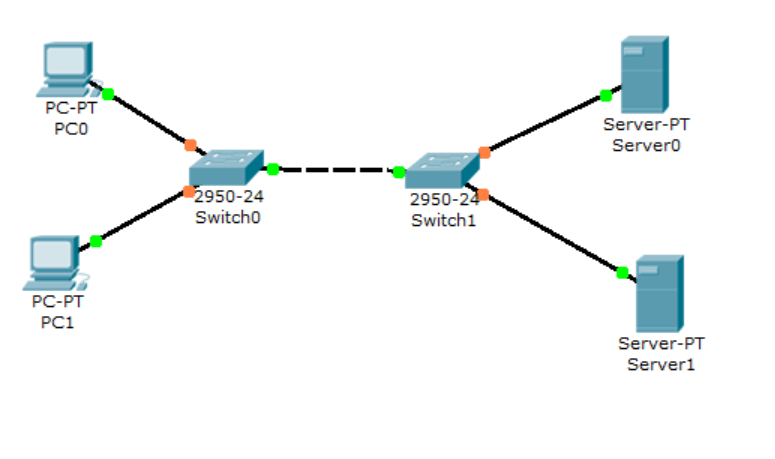 PC-PT
PC0
2950-24
Switch0
PC-PT
PC1
2950-24
Switch1
Server-PT
Server0
Server-PT
Server1